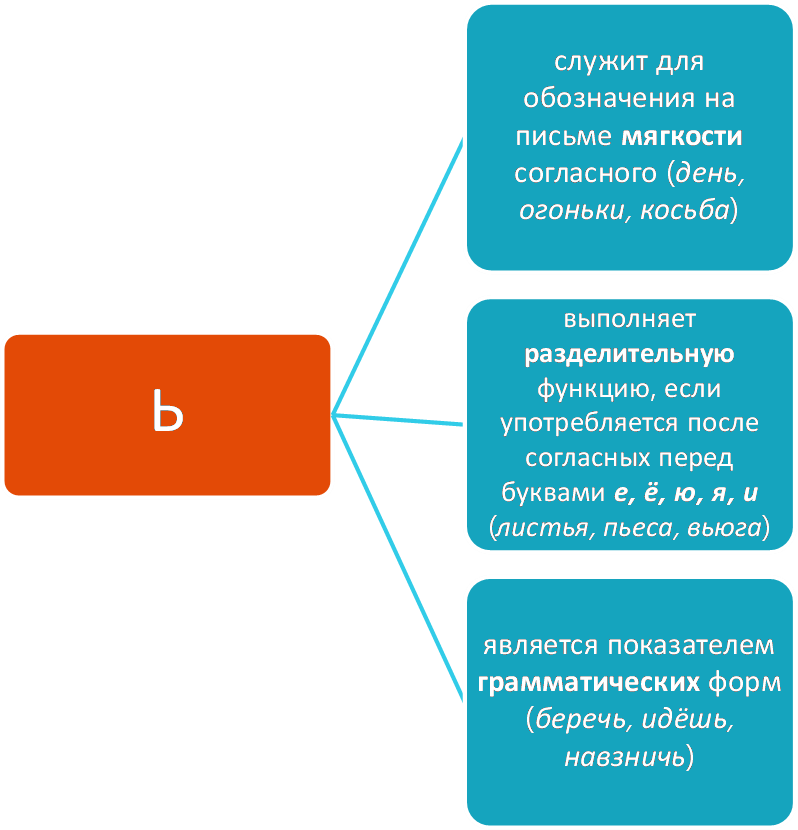 ь
служит для
обозначения на
письме мягкости
согласного (день,
огоньки, косьба)
выполняет
разделительную
функцию, если
употребляется после
согласных перед
буквами е, ё, ю, я, и
(листья, пьеса, вьюга)
является показателем
грамматических форм
(беречь, идёшь,
навзничь)